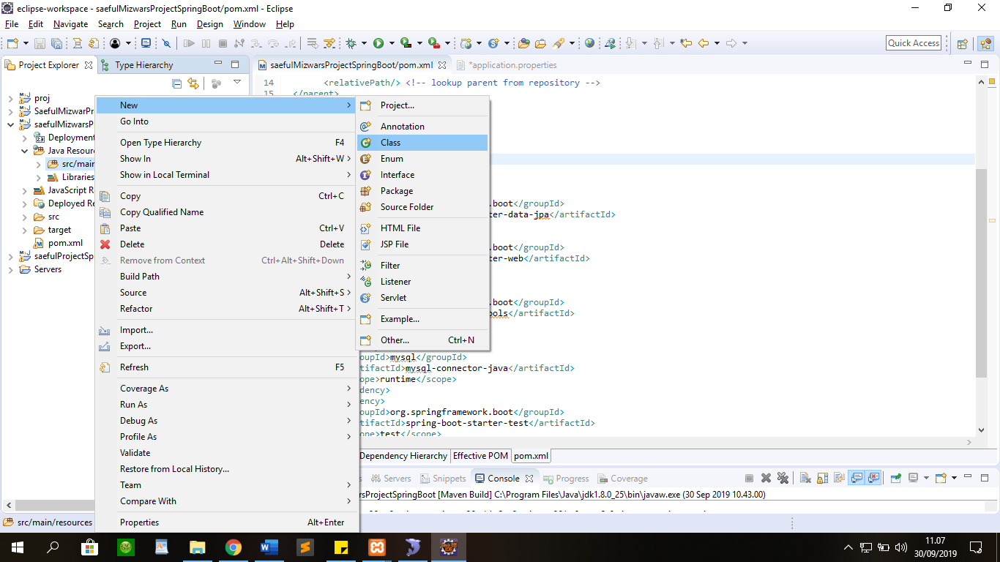 eclipse-workspace - saefulMizwarsProjectSpringBoot/pom.xml - Eclipse
File Edit Navigate Search Project Run Design Window Help
Quick Access
Project Explorer Type Hierarchy
saefulMizwarsProjectSpringBoot/pom.xml *application.properties
proj
SaefulMizwarPr
saefulMizwarsP
Deployment
Java Resour
src/main
Libraries
JavaScript R
Deployed Re
src
target
pom.xml
saefulProjectSp
Servers
New
Go Into
Open Type Hierarchy F4
Show In Alt+Shift+W
Show in Local Terminal
Copy Ctrl+C
Copy Qualified Name
Paste Ctrl+V
Delete Delete
Remove from Context Ctrl+Alt+Shift+Down
Build Path
Source Alt+Shift+S
Refactor Alt+Shift+T
Import...
Export...
Refresh F5
Coverage As
Run As
Debug As
Profile As
Validate
Restore from Local History...
Team
Compare With
Properties Alt+Enter
Project...
Annotation
Class
Enum
Interface
Package
Source Folder
HTML File
JSP File
Filter
Listener
Servlet
Example...
Other... Ctrl+N
14 <relativePath/> <!-- lookup parent from repository -->
15 </parent>
.boot</groupId>
ter-data-jpa</artifactId>
.boot</groupId>
ter-web</artifactId>
.boot</groupId>
ols</artifactId>
oupId>mysql</groupId>
tifactId>mysql-connector-java</artifactId>
ope>runtime</scope>
dency>
ency>
oupId>org.springframework.boot</groupId>
tifactId>spring-boot-starter-test</artifactId>
ope>test</scope>
Dependency Hierarchy Effective POM pom.xml
s Servers Snippets Console Progress Coverage
rsProjectSpringBoot [Maven Build] C:\Program Files\Java\jdk1.8.0_25\bin\javaw.exe (30 Sep 2019 10.43.00)
src/main/resources
11.07
30/09/2019